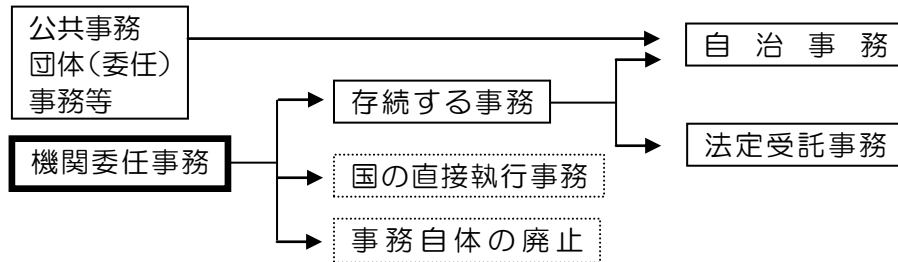 公共事務
団体（委任）
事務等
自治事務
存続する事務
法定受託事務
機関委任事務
国の直接執行事務
事務自体の廃止